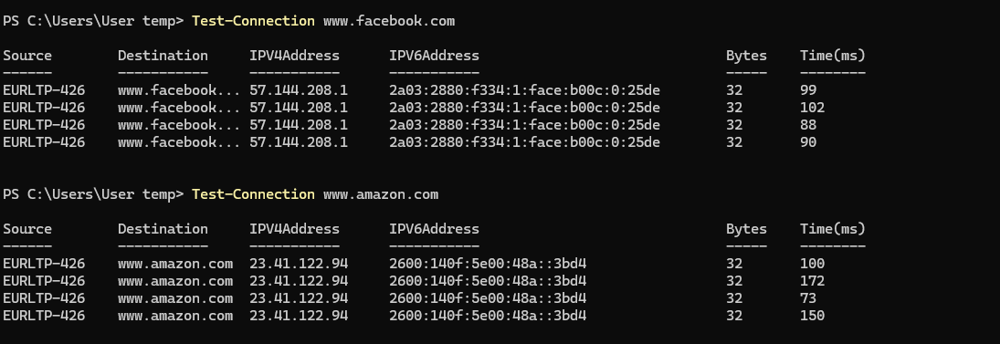 PS C:\Users\User temp> Test-Connection www.facebook.com
Source        Destination     IPV4Address      IPV6Address                              Bytes    Time(ms)
------        -----------     -----------      -----------                              -----    --------
EURLTP-426    www.facebook... 57.144.208.1     2a03:2880:f334:1:face:b00c:0:25de        32       99
EURLTP-426    www.facebook... 57.144.208.1     2a03:2880:f334:1:face:b00c:0:25de        32       102
EURLTP-426    www.facebook... 57.144.208.1     2a03:2880:f334:1:face:b00c:0:25de        32       88
EURLTP-426    www.facebook... 57.144.208.1     2a03:2880:f334:1:face:b00c:0:25de        32       90
PS C:\Users\User temp> Test-Connection www.amazon.com
Source        Destination     IPV4Address      IPV6Address                              Bytes    Time(ms)
------        -----------     -----------      -----------                              -----    --------
EURLTP-426    www.amazon.com  23.41.122.94     2600:140f:5e00:48a::3bd4                 32       100
EURLTP-426    www.amazon.com  23.41.122.94     2600:140f:5e00:48a::3bd4                 32       172
EURLTP-426    www.amazon.com  23.41.122.94     2600:140f:5e00:48a::3bd4                 32       73
EURLTP-426    www.amazon.com  23.41.122.94     2600:140f:5e00:48a::3bd4                 32       150